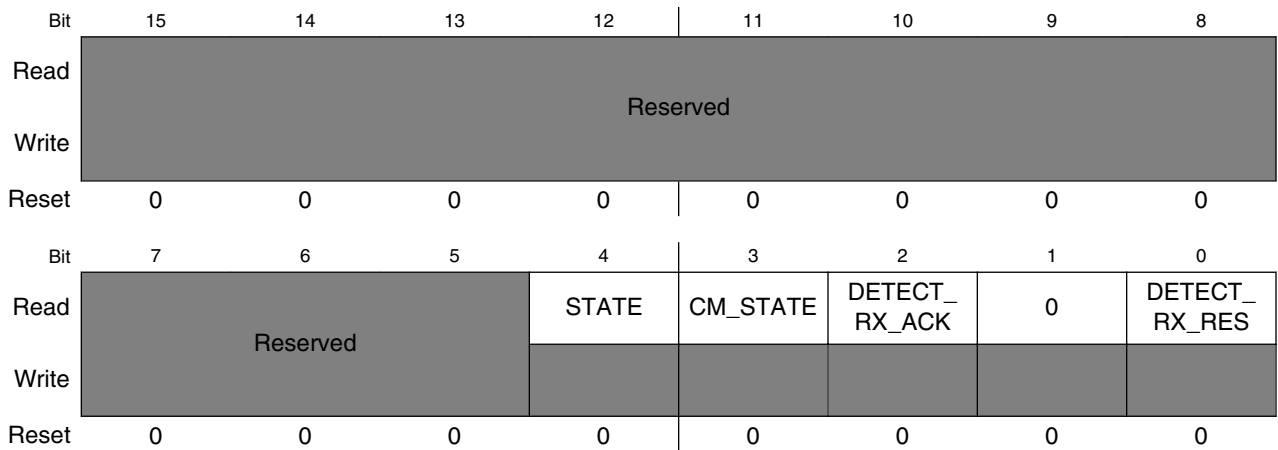 Bit 15 14 13 12 11 10 9 8
Read
Reserved
Write
Reset 0 0 0 0 0 0 0 0
Bit 7 6 5 4 3 2 1 0
Read STATE CM_STATE DETECT_ RX_ACK 0 DETECT_ RX_RES
Reserved
Write
Reset 0 0 0 0 0 0 0 0